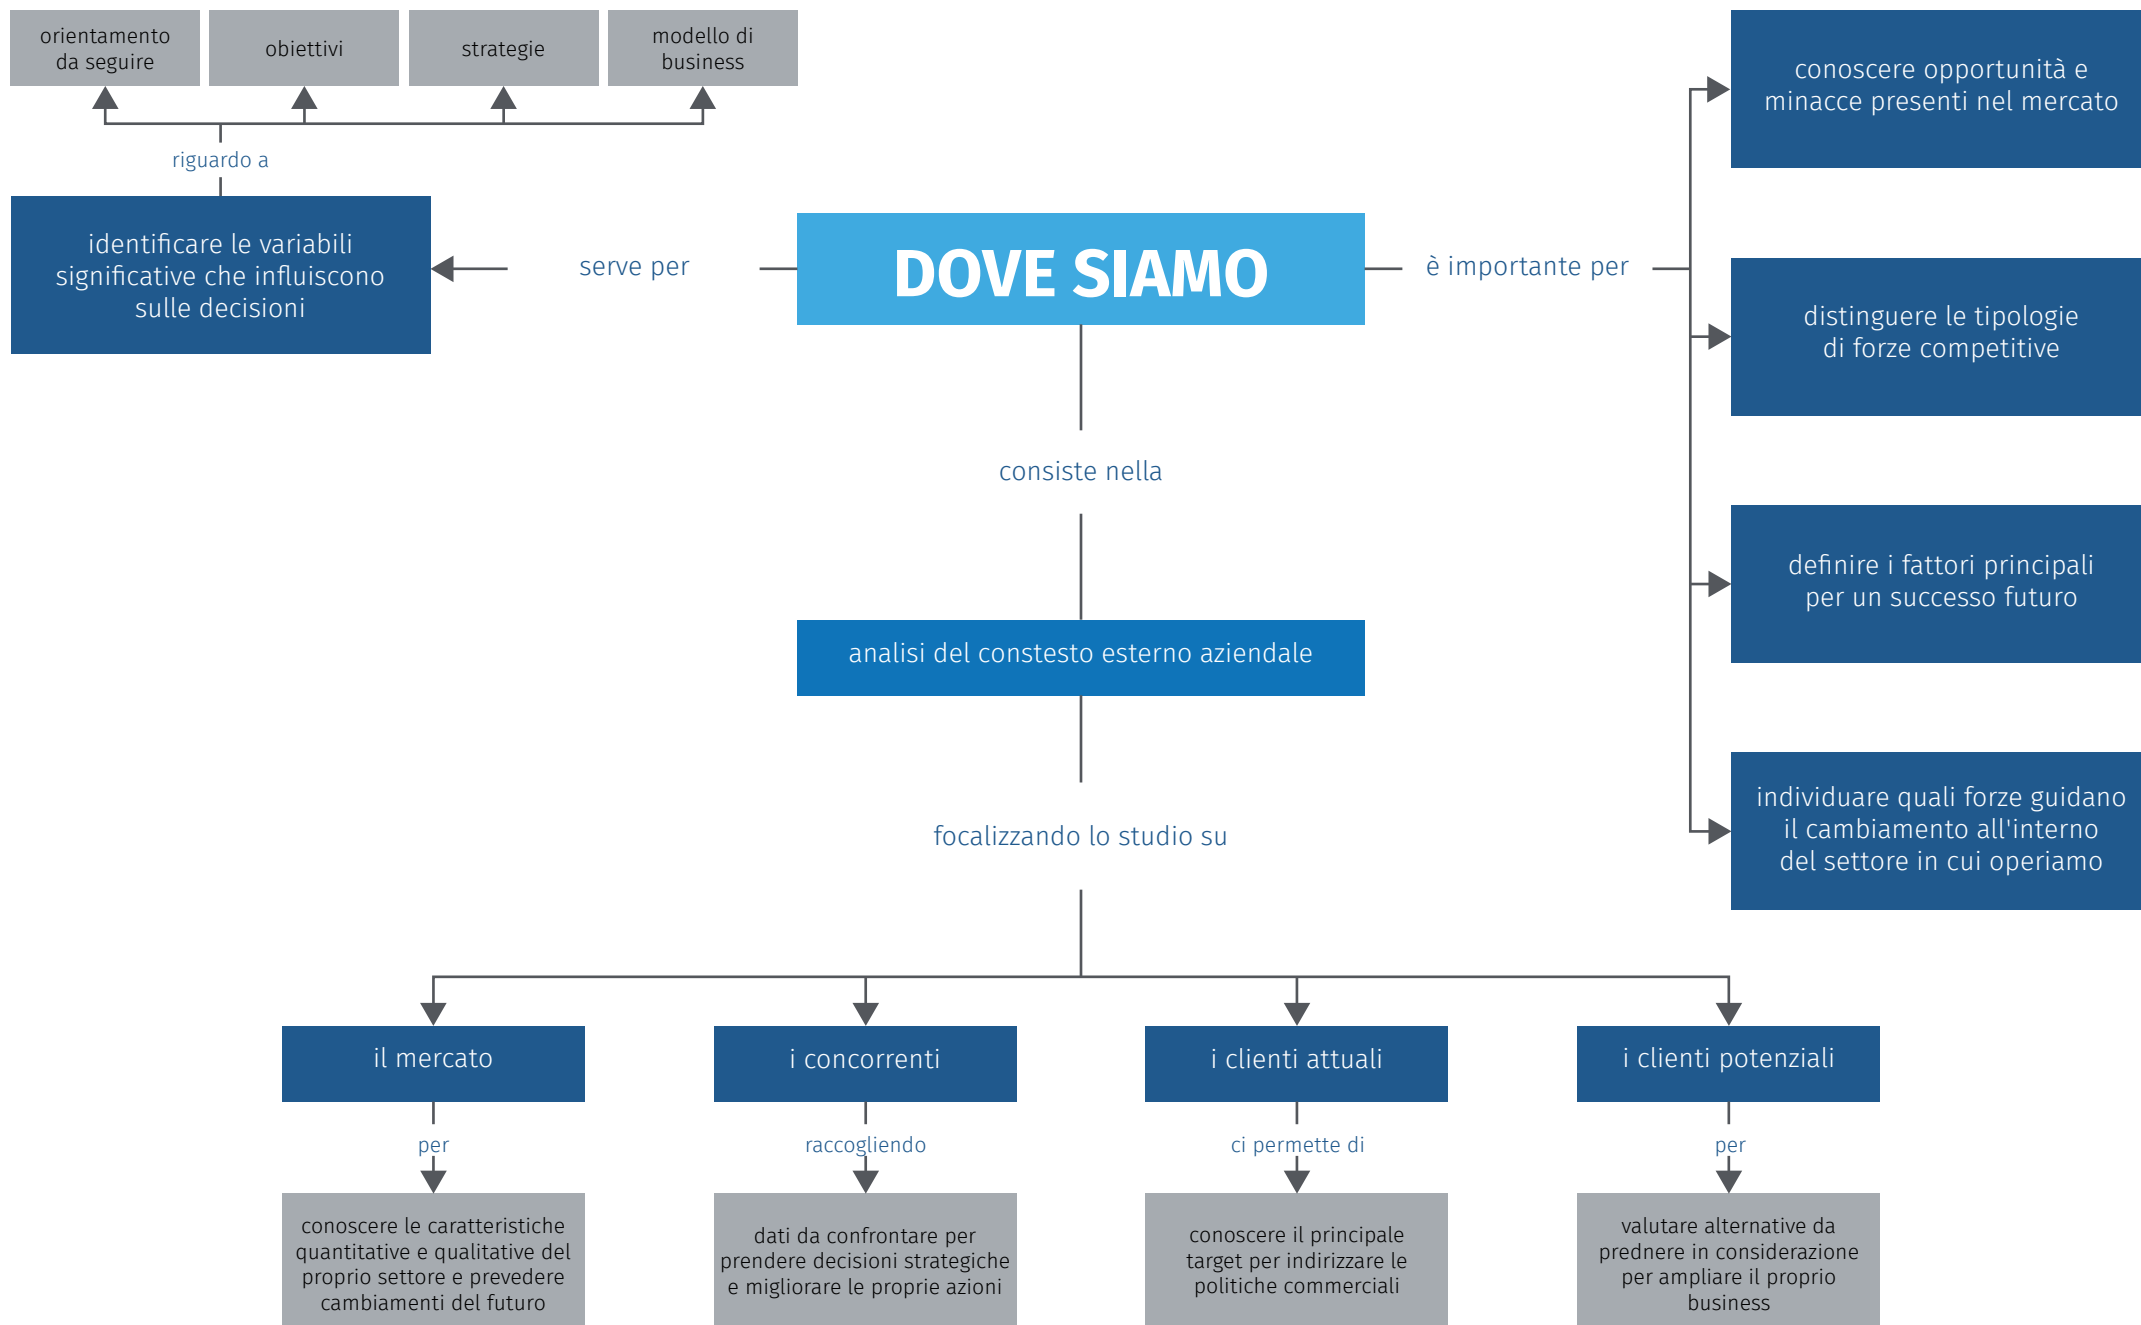 orientamento
da seguire
obiettivi
strategie
modello di
business
riguardo a
identificare le variabili
significative che influiscono
sulle decisioni
serve per
DOVE SIAMO
è importante per
conoscere opportunità e
minacce presenti nel mercato
distinguere le tipologie
di forze competitive
definire i fattori principali
per un successo futuro
individuare quali forze guidano
il cambiamento all'interno
del settore in cui operiamo
consiste nella
analisi del constesto esterno aziendale
focalizzando lo studio su
il mercato
per
conoscere le caratteristiche
quantitative e qualitative del
proprio settore e prevedere
cambiamenti del futuro
i concorrenti
raccogliendo
dati da confrontare per
prendere decisioni strategiche
e migliorare le proprie azioni
i clienti attuali
ci permette di
conoscere il principale
target per indirizzare le
politiche commerciali
i clienti potenziali
per
valutare alternative da
prednere in considerazione
per ampliare il proprio
business